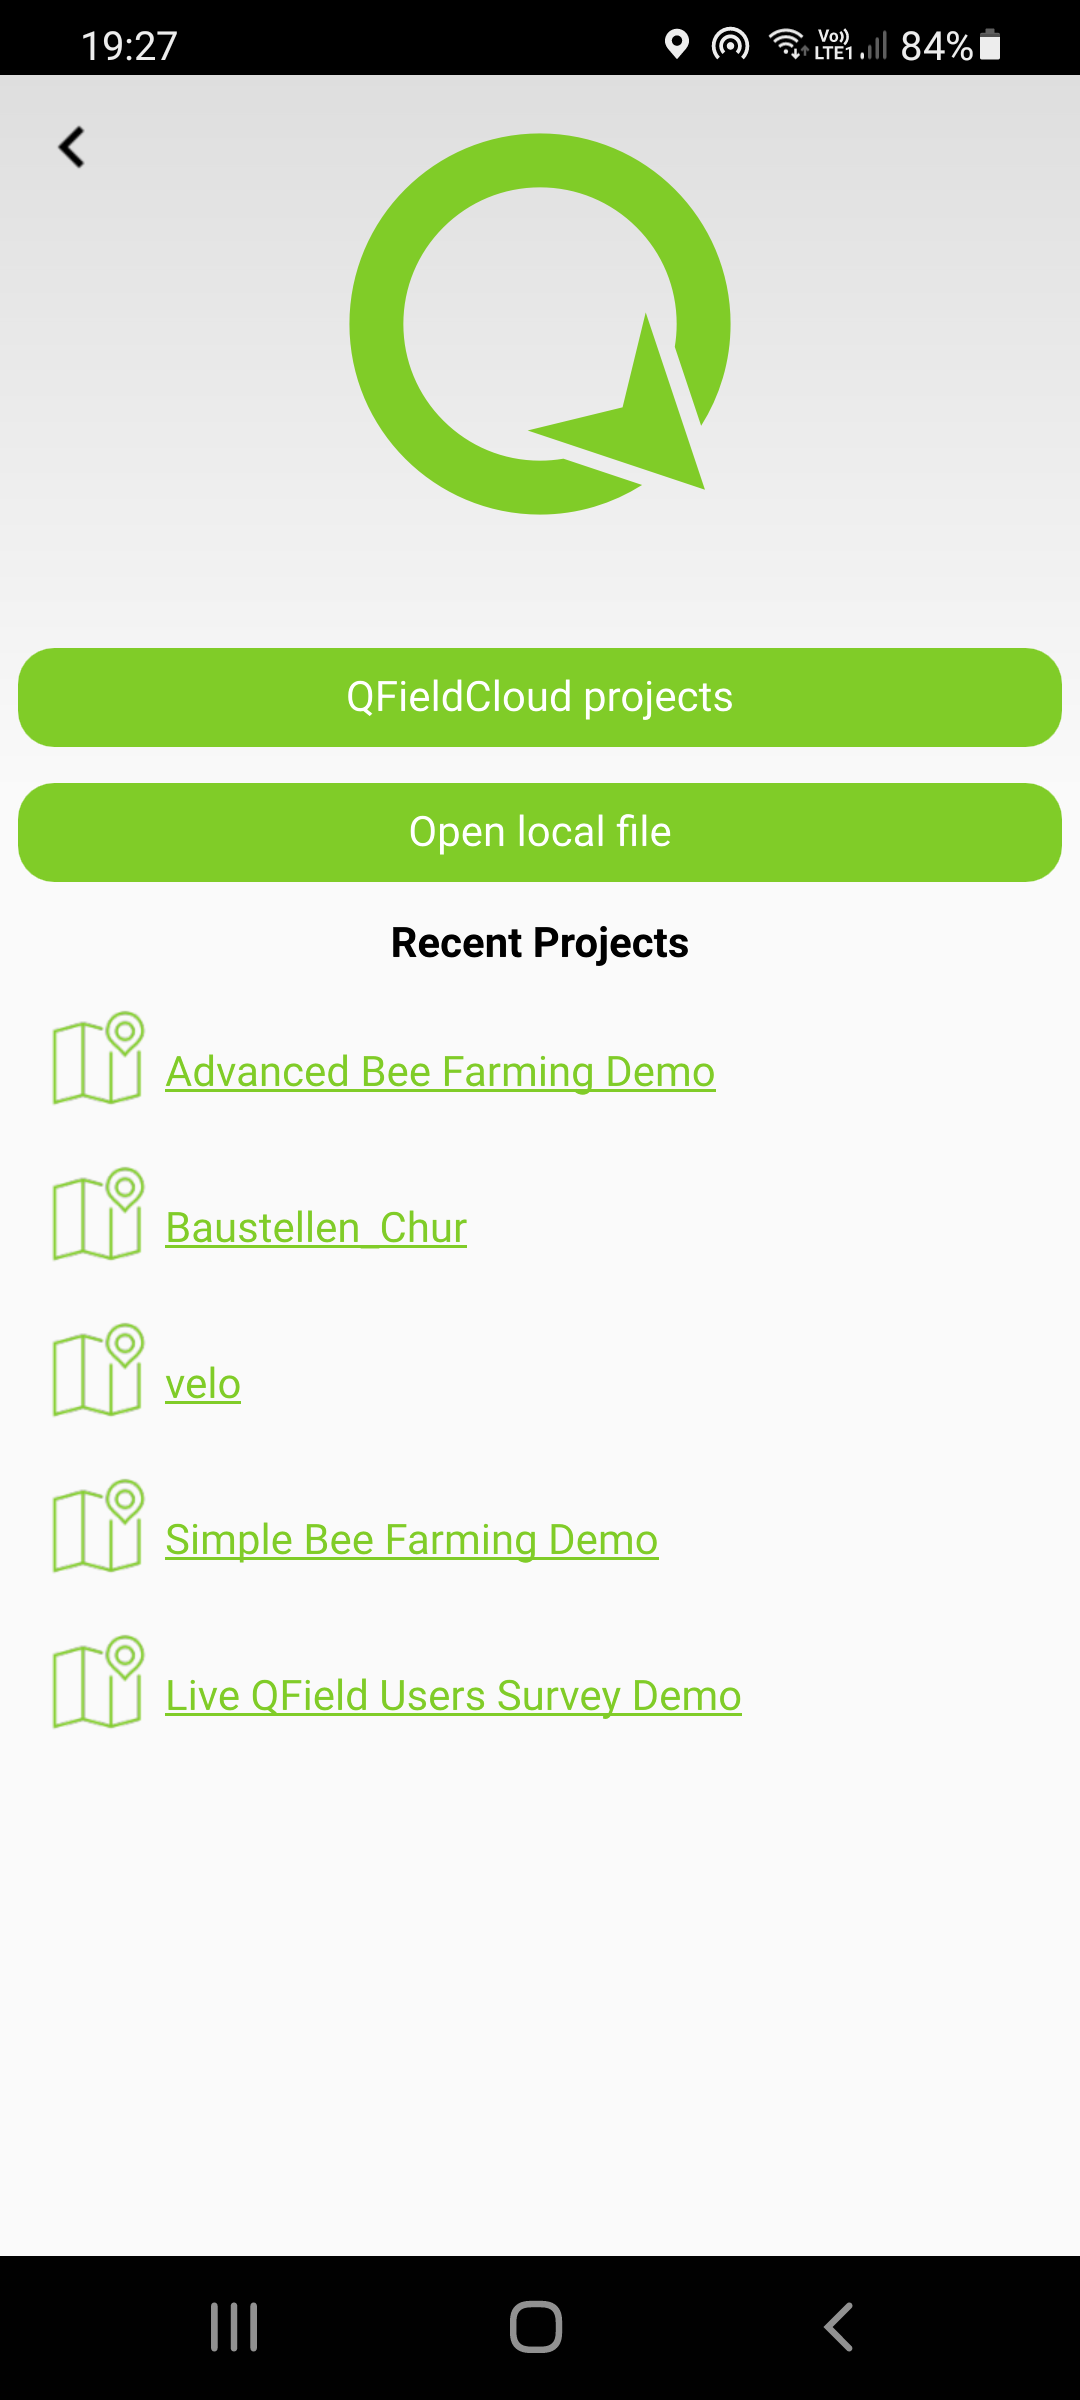 19:27
Vo))
LTE1
84%
QFieldCloud projects
Open local file
Recent Projects
Advanced Bee Farming Demo
Baustellen_Chur
velo
Simple Bee Farming Demo
Live QField Users Survey Demo